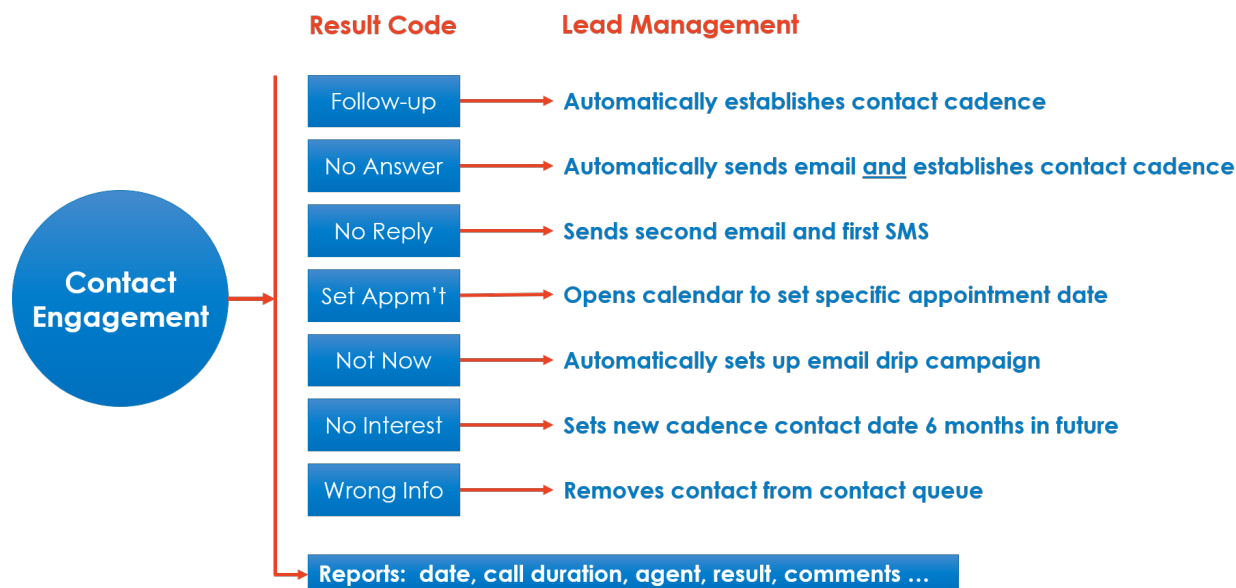 Result Code
Lead Management
Follow-up
Automatically establishes contact cadence
No Answer
Automatically sends email and establishes contact cadence
No Reply
Sends second email and first SMS
Contact
Engagement
Set Appm’t
Opens calendar to set specific appointment date
Not Now
Automatically sets up email drip campaign
No Interest
Sets new cadence contact date 6 months in future
Wrong Info
Removes contact from contact queue
Reports:  date, call duration, agent, result, comments …